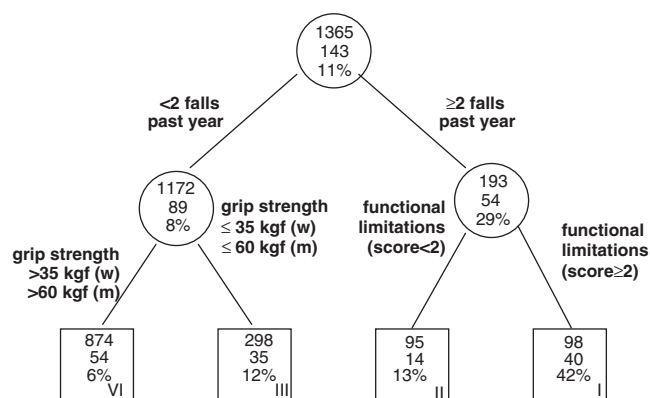 1365
143
11%
<2 falls
past year
≥2 falls
past year
1172
89
8%
grip strength
≤ 35 kgf (w)
≤ 60 kgf (m)
functional
limitations
(score<2)
193
54
29%
functional
limitations
(score≥2)
grip strength
>35 kgf (w)
>60 kgf (m)
874
54
6%
VI
298
35
12%
III
95
14
13%
II
98
40
42%
I